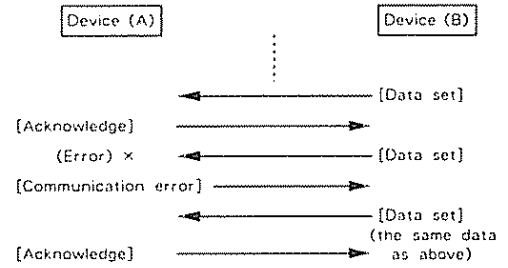 Device (A) Device (B)
[Data set]
[Acknowledge]
(Error) × [Data set]
[Communication error]
[Data set]
(the same data
[Acknowledge] as above)